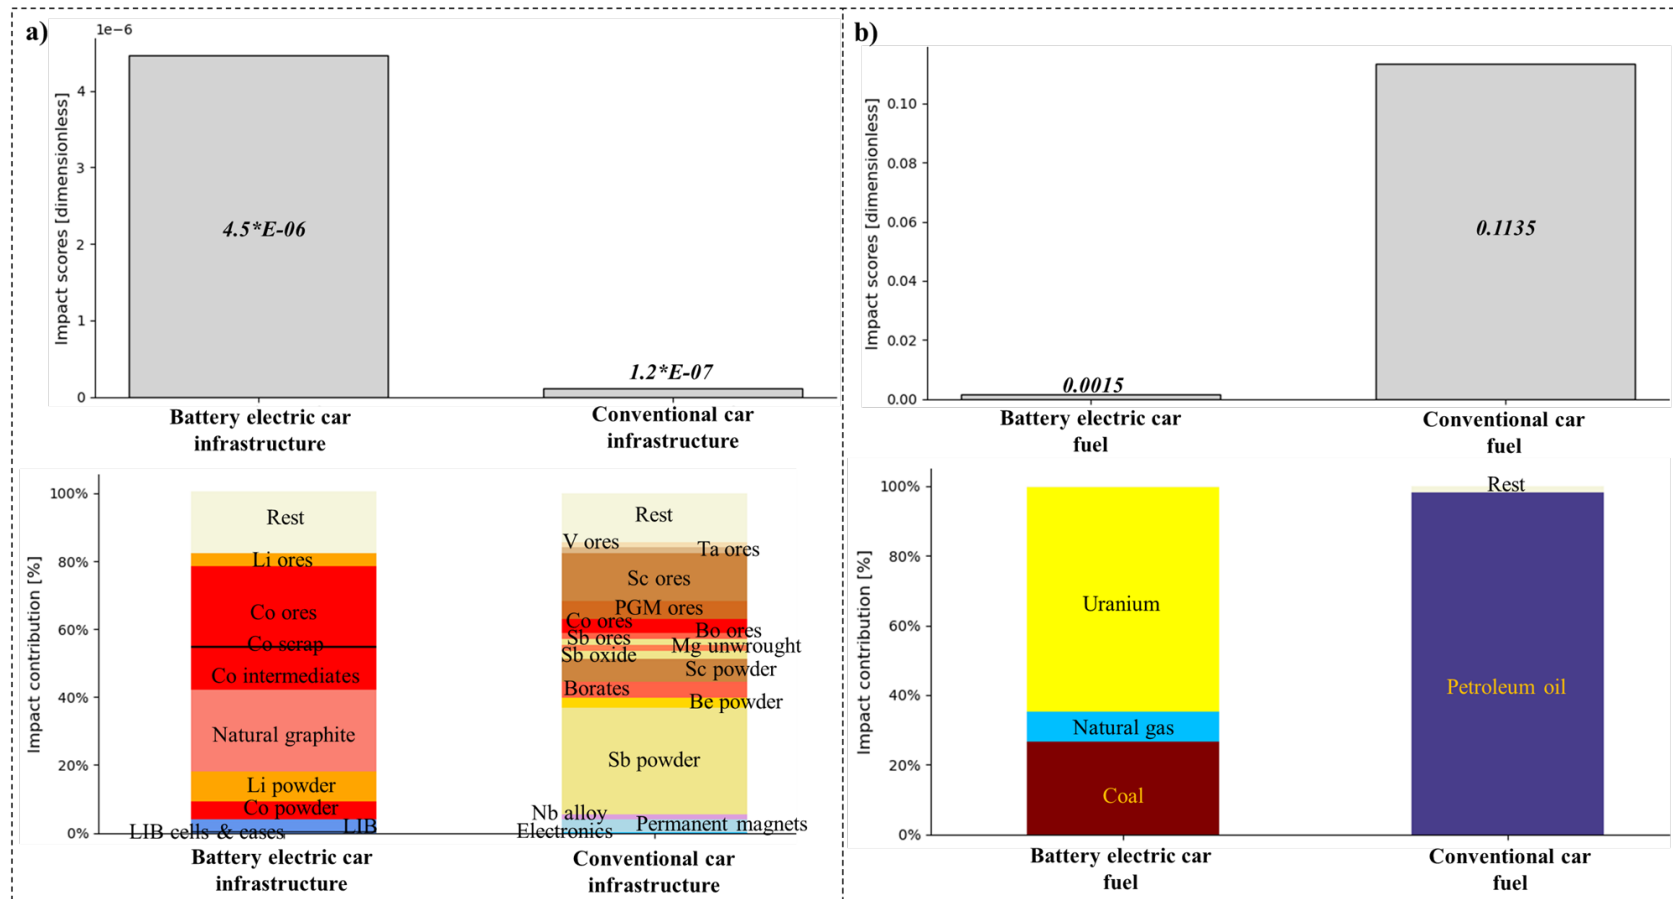 a)
1e−6
Impact scores [dimensionless]
4
3
2
1
0
4.5*E-06
1.2*E-07
Battery electric car
infrastructure
Conventional car
infrastructure
Impact contribution [%]
100%
80%
60%
40%
20%
0%
Rest
Li ores
Co ores
Co scrap
Co intermediates
Natural graphite
Li powder
Co powder
LIB
LIB cells & cases
Rest
V ores
Ta ores
Sc ores
PGM ores
Co ores
Bo ores
Sb ores
Mg unwrought
Sb oxide
Sc powder
Borates
Be powder
Sb powder
Nb alloy
Permanent magnets
Electronics
Battery electric car
infrastructure
Conventional car
infrastructure
b)
Impact scores [dimensionless]
0.10
0.08
0.06
0.04
0.02
0.00
0.0015
0.1135
Battery electric car
fuel
Conventional car
fuel
Impact contribution [%]
100%
80%
60%
40%
20%
0%
Uranium
Natural gas
Coal
Rest
Petroleum oil
Battery electric car
fuel
Conventional car
fuel